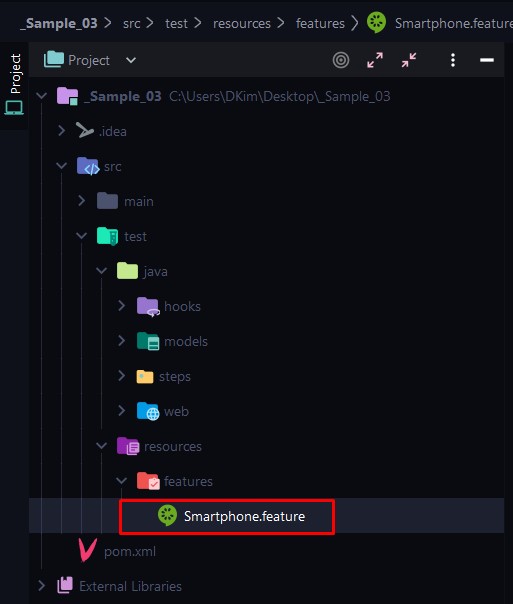 _Sample_03 > src > test > resources > features > Smartphone.feature
Project
Project
_Sample_03 C:\Users\DKim\Desktop\_Sample_03
.idea
src
main
test
java
hooks
models
steps
web
resources
features
Smartphone.feature
pom.xml
External Libraries